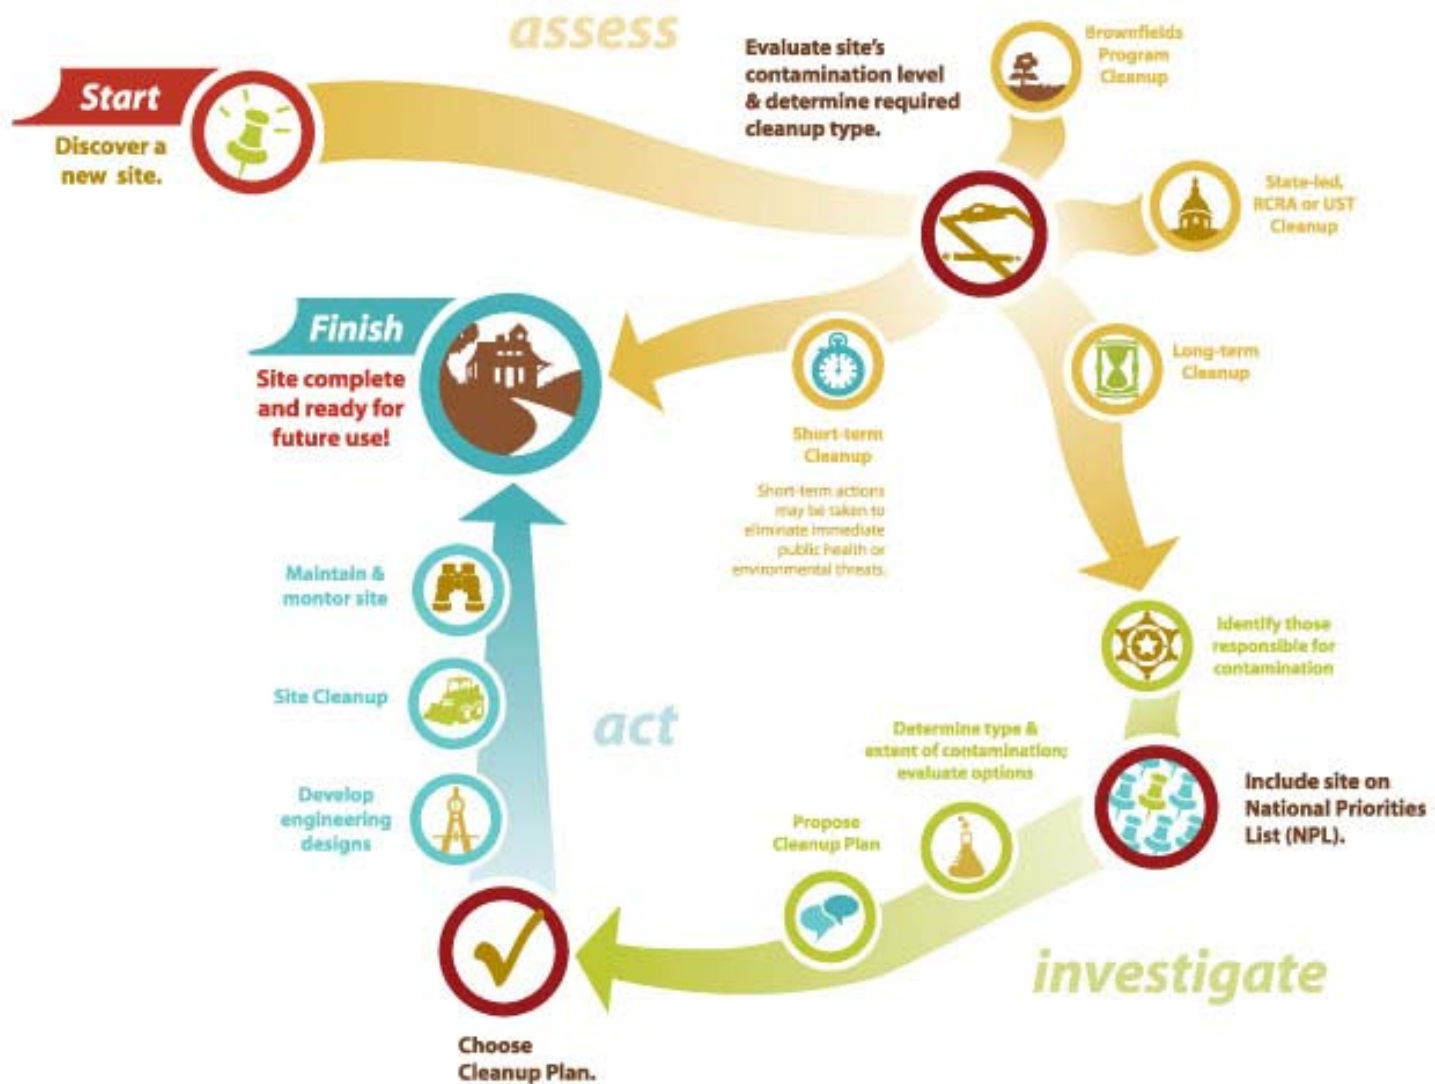 assess
Start
Discover a
new site.
Evaluate site's
contamination level
& determine required
cleanup type.
Brownfields
Program
Cleanup
State-led,
RCRA or UST
Cleanup
Long-term
Cleanup
Short-term
Cleanup
Short-term actions
may be taken to
eliminate immediate
public health or
environmental threats.
Finish
Site complete
and ready for
future use!
Identify those
responsible for
contamination
Include site on
National Priorities
List (NPL).
Determine type &
extent of contamination;
evaluate options
Propose
Cleanup Plan
investigate
Choose
Cleanup Plan.
Develop
engineering
designs
Site Cleanup
Maintain &
montor site
act